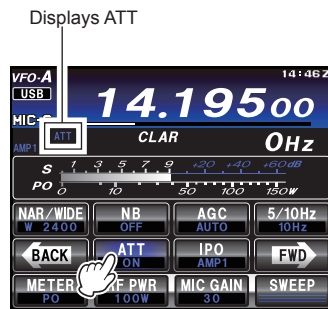 Displays ATT
VFO-A
14:46Z
USB
14.19500
MIC-
ATT
AMP1
CLAR
0Hz
S 1 3 5 7 9 +20 +40 +60dB
PO 0 10 50 100 150W
NAR/WIDE NB AGC 5/10Hz
W 2400 OFF AUTO 10Hz
BACK ATT IPO FWD
ON AMP1
METER RF PWR MIC GAIN SWEEP
PO 100W 30